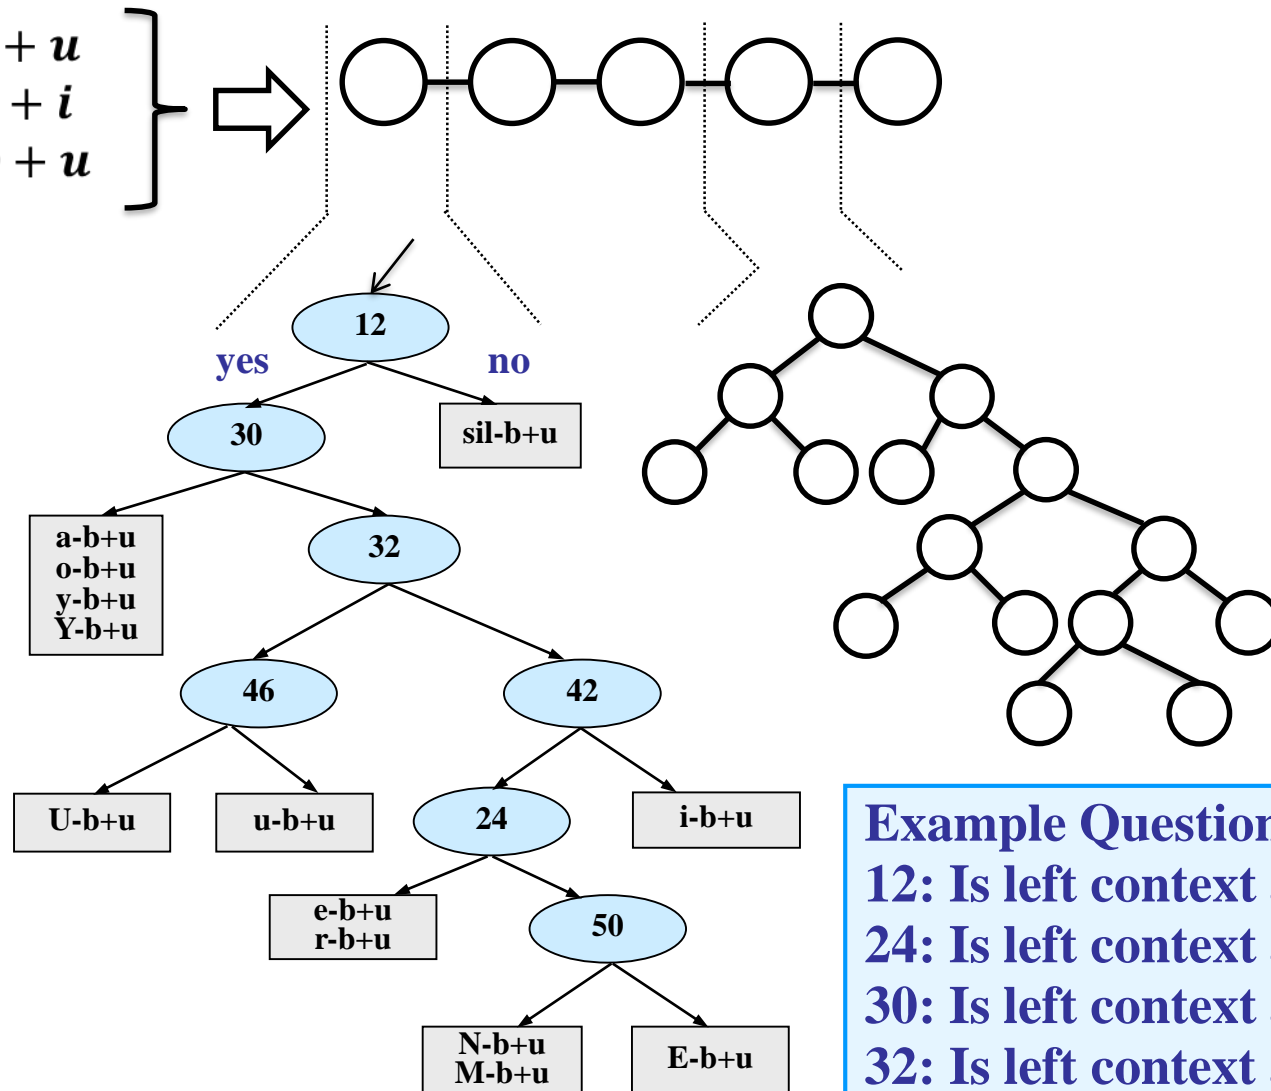 + u
+ i
+ u
12
yes
no
30
sil-b+u
a-b+u
o-b+u
y-b+u
Y-b+u
32
46
42
U-b+u
u-b+u
24
i-b+u
e-b+u
r-b+u
50
N-b+u
M-b+u
E-b+u
Example
12: Is left context
24: Is left context
30: Is left context
32: Is left context